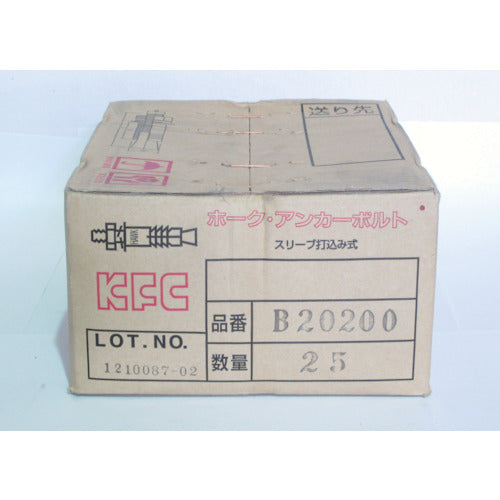 送り先
ホーク・アンカーボルト
スリーブ打込み式
HAWK
KFC
LOT.NO.
1210087-02
品番 B20200
数量 25